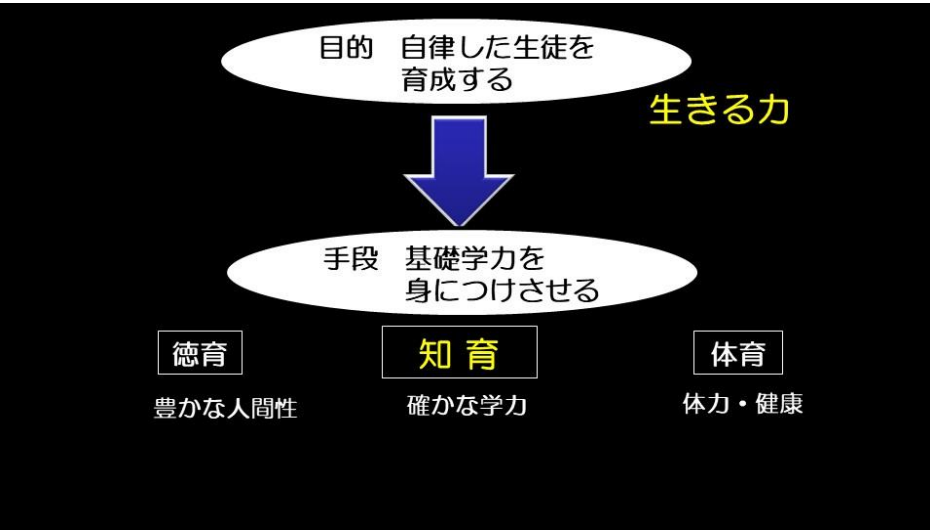 目的 自律した生徒を
育成する
生きる力
手段 基礎学力を
身につけさせる
徳育
知育
体育
豊かな人間性
確かな学力
体力・健康